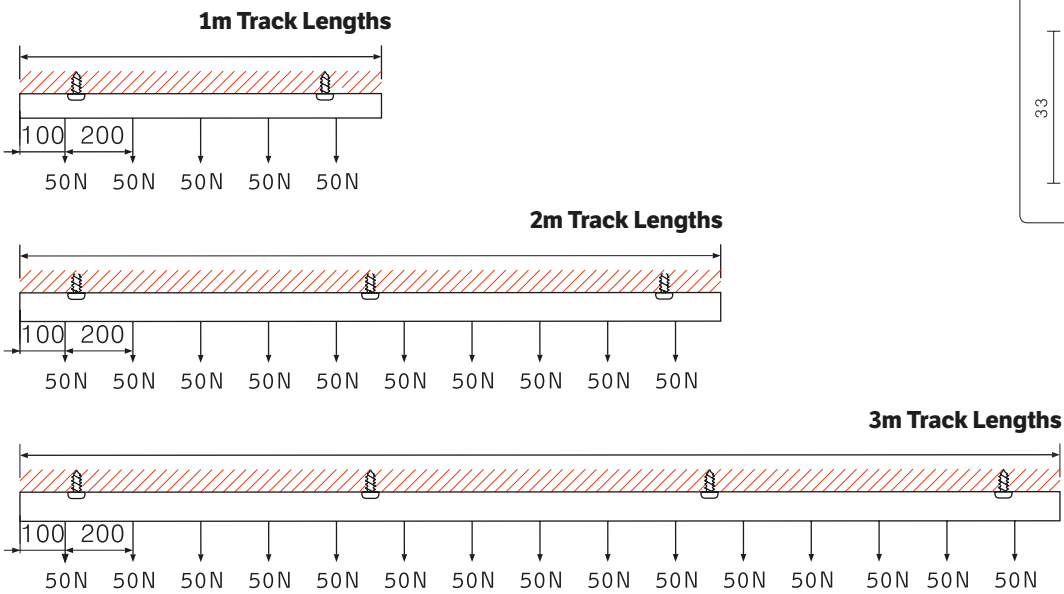 1m Track Lengths
33
100 200
50N 50N 50N 50N 50N
2m Track Lengths
100 200
50N 50N 50N 50N 50N 50N 50N 50N 50N 50N
3m Track Lengths
100 200
50N 50N 50N 50N 50N 50N 50N 50N 50N 50N 50N 50N 50N 50N 50N